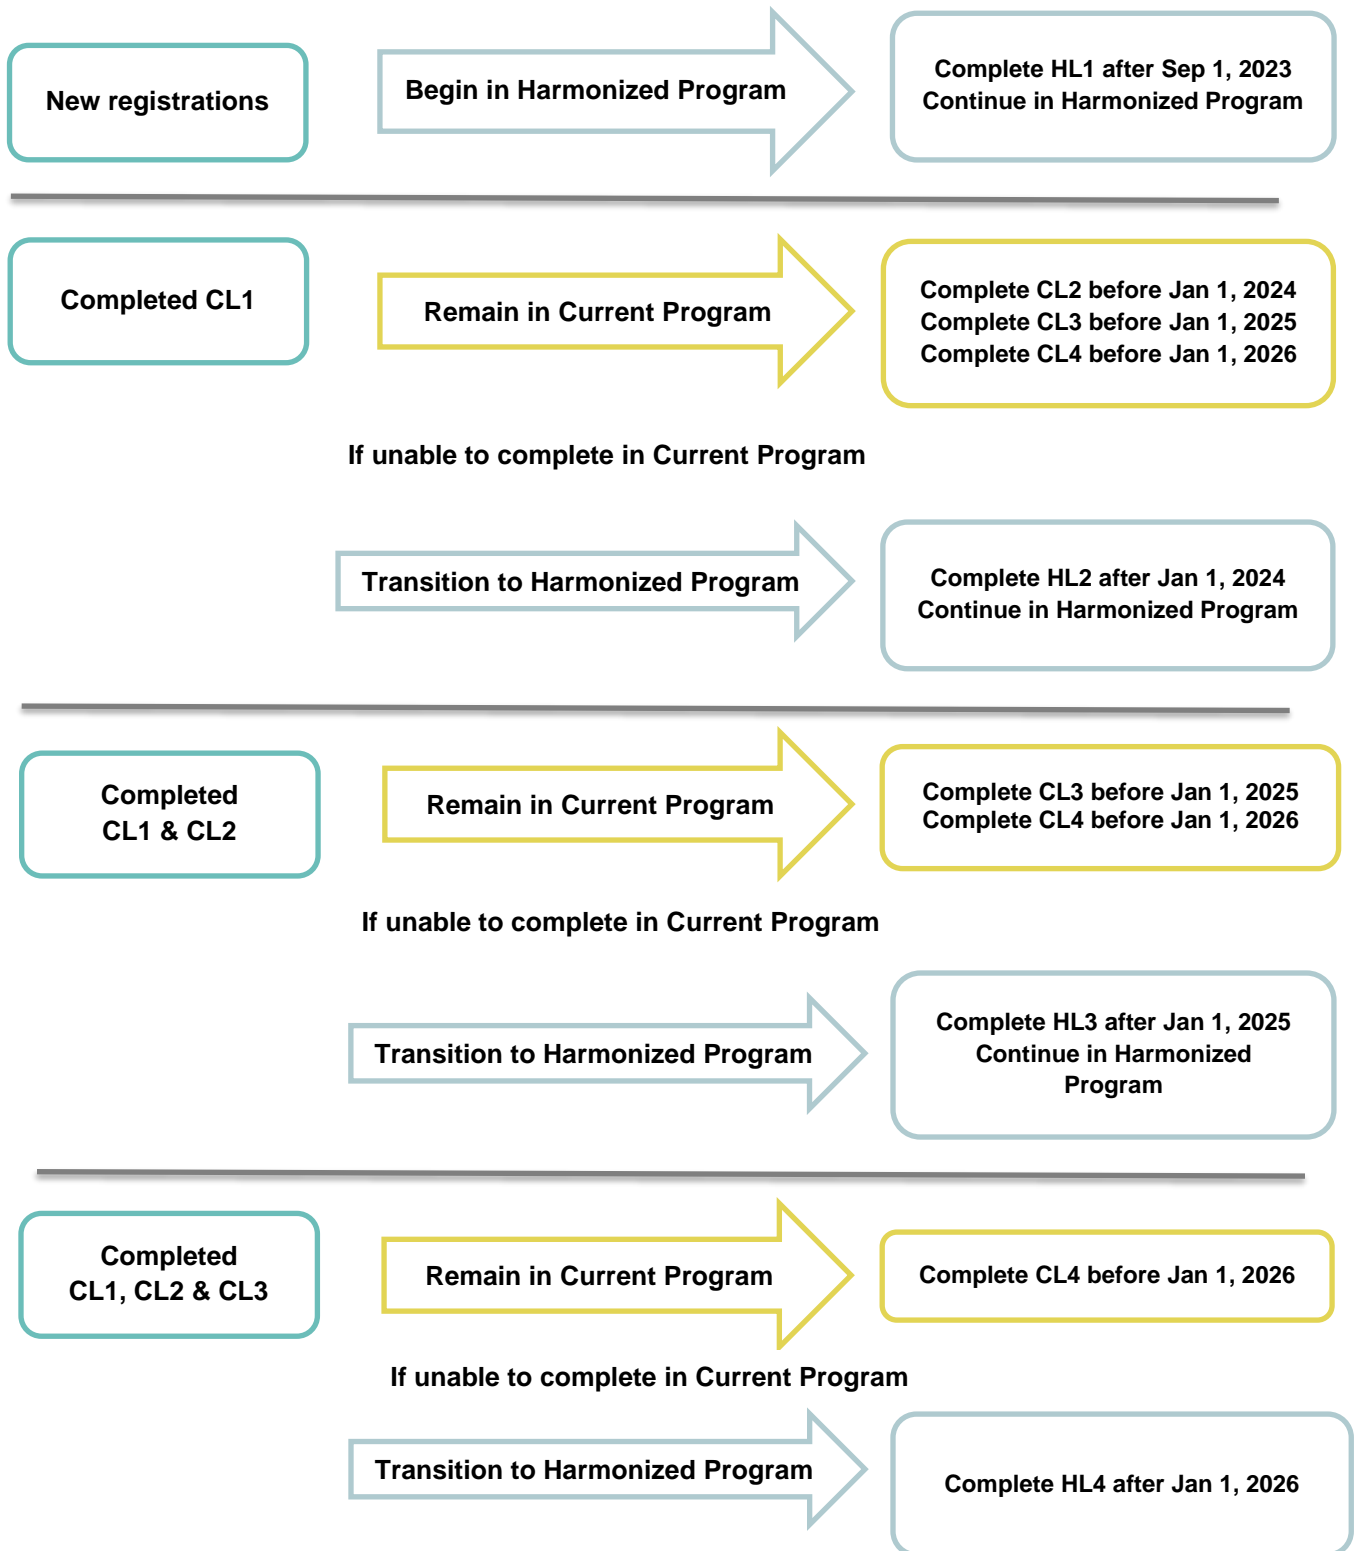 New registrations
Begin in Harmonized Program
Complete HL1 after Sep 1, 2023
Continue in Harmonized Program
Completed CL1
Remain in Current Program
Complete CL2 before Jan 1, 2024
Complete CL3 before Jan 1, 2025
Complete CL4 before Jan 1, 2026
If unable to complete in Current Program
Transition to Harmonized Program
Complete HL2 after Jan 1, 2024
Continue in Harmonized Program
Completed
CL1 & CL2
Remain in Current Program
Complete CL3 before Jan 1, 2025
Complete CL4 before Jan 1, 2026
If unable to complete in Current Program
Transition to Harmonized Program
Complete HL3 after Jan 1, 2025
Continue in Harmonized
Program
Completed
CL1, CL2 & CL3
Remain in Current Program
Complete CL4 before Jan 1, 2026
If unable to complete in Current Program
Transition to Harmonized Program
Complete HL4 after Jan 1, 2026